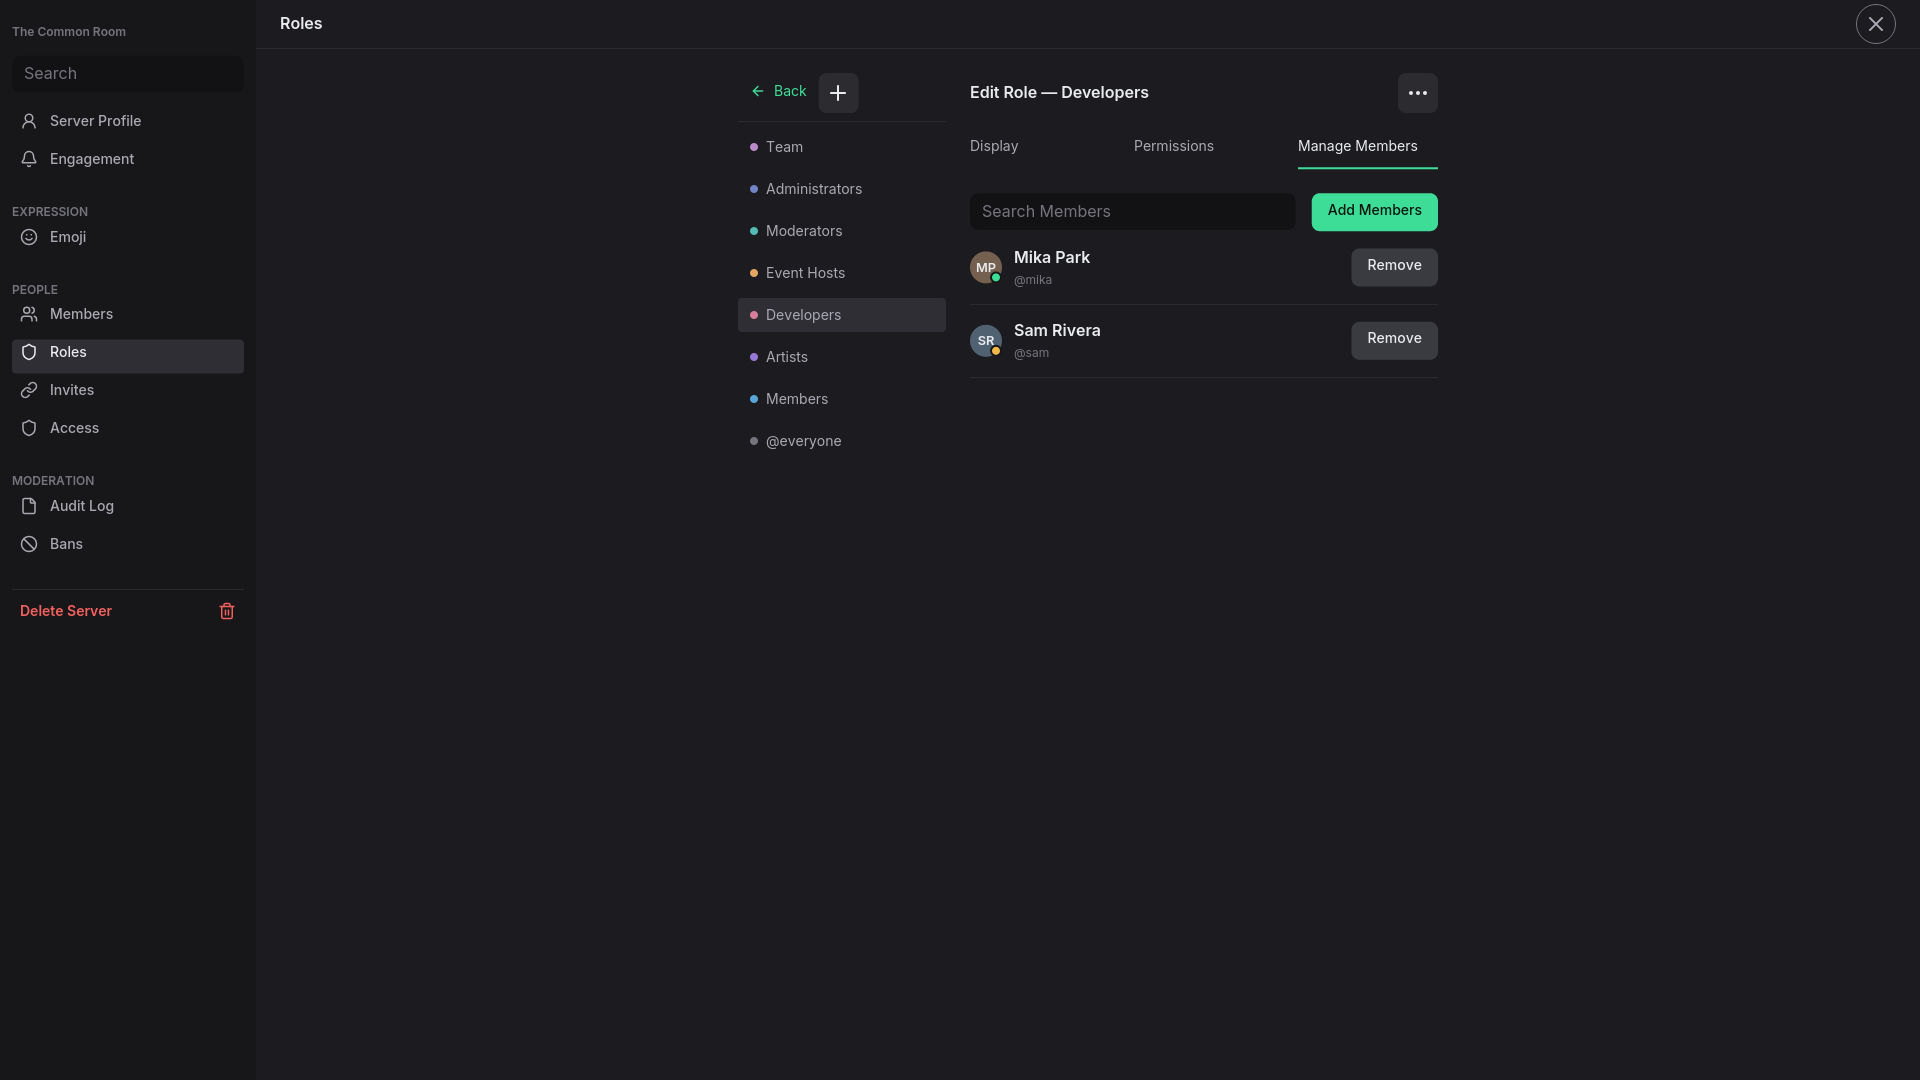 The Common Room
Search
Server Profile
Engagement
EXPRESSION
Emoji
PEOPLE
Members
Roles
Invites
Access
MODERATION
Audit Log
Bans
Delete Server
Roles
Back
Team
Administrators
Moderators
Event Hosts
Developers
Artists
Members
@everyone
Edit Role — Developers
Display
Permissions
Manage Members
Search Members
Add Members
MP
Mika Park
@mika
Remove
SR
Sam Rivera
@sam
Remove